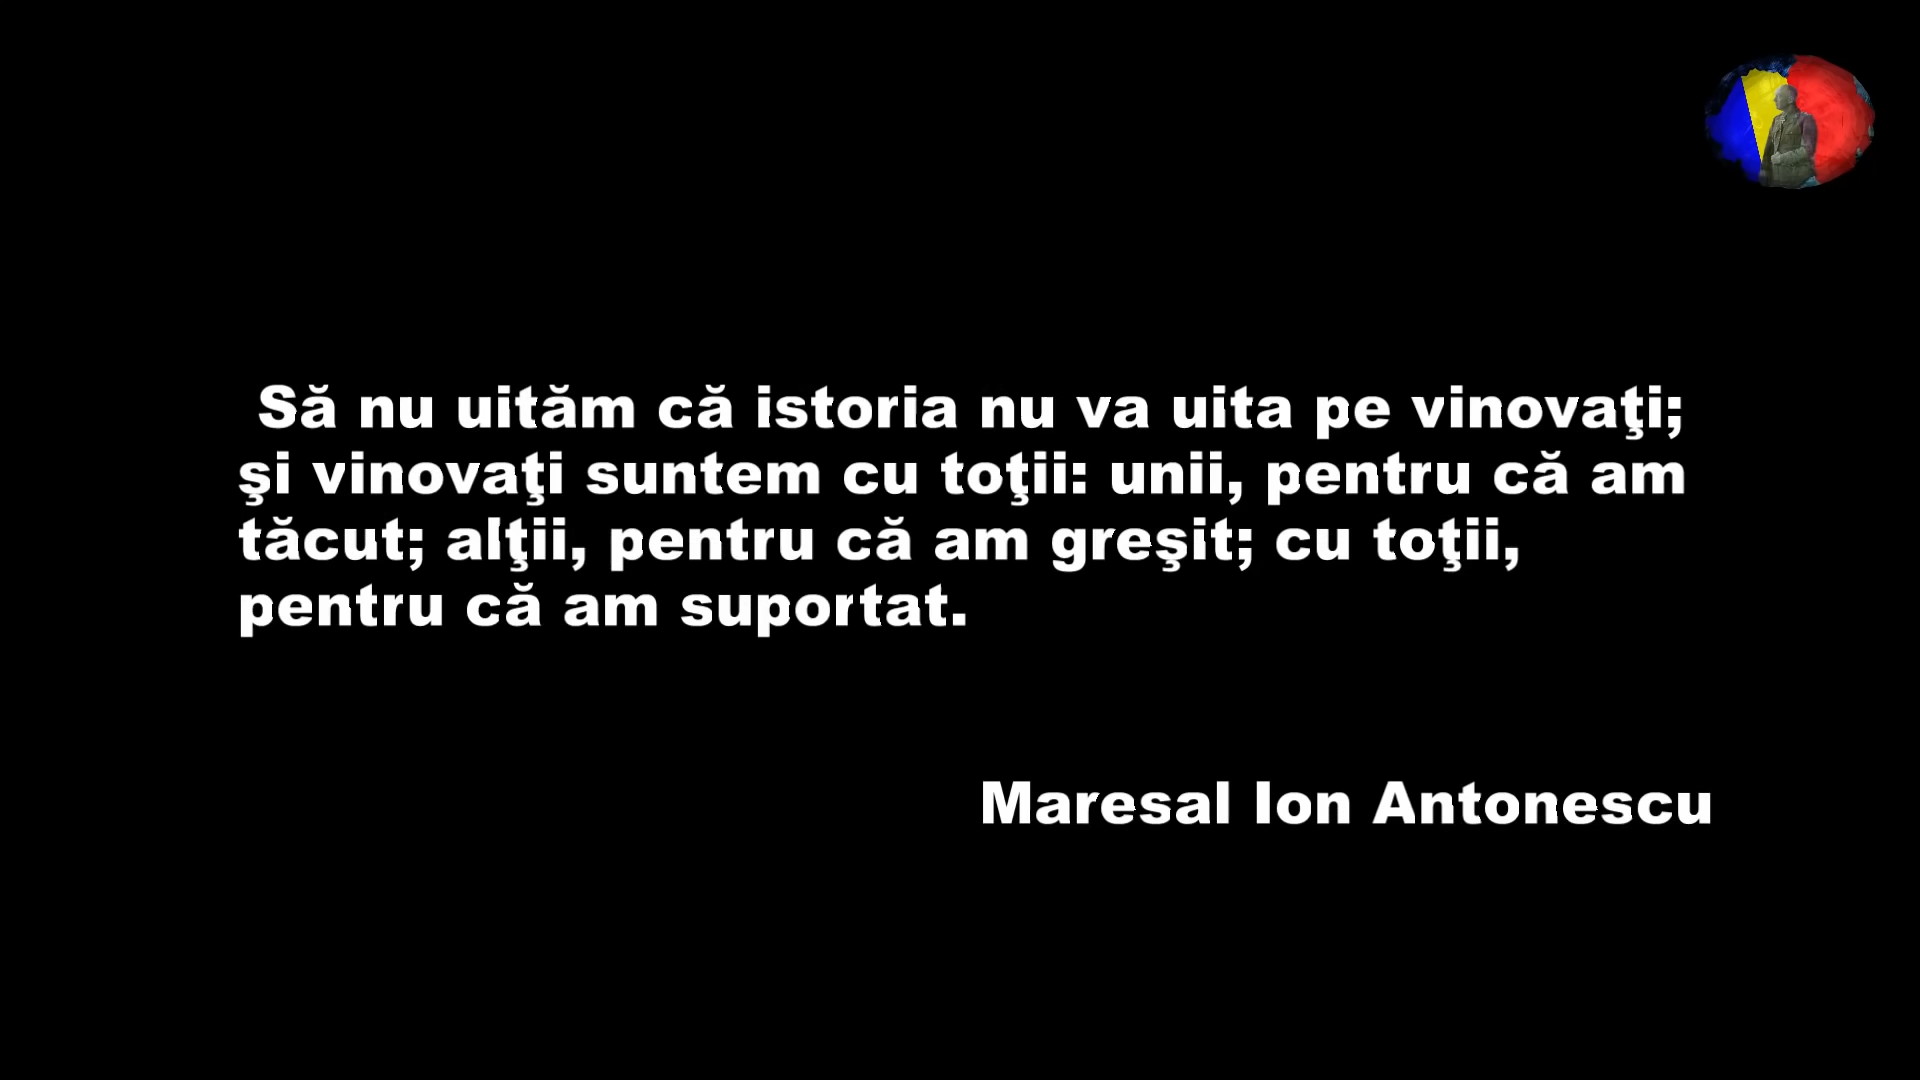 Să nu uităm că istoria nu va uita pe vinovaţi;
şi vinovaţi suntem cu toţii: unii, pentru că am
tăcut; alţii, pentru că am greşit; cu toţii,
pentru că am suportat.
Maresal Ion Antonescu